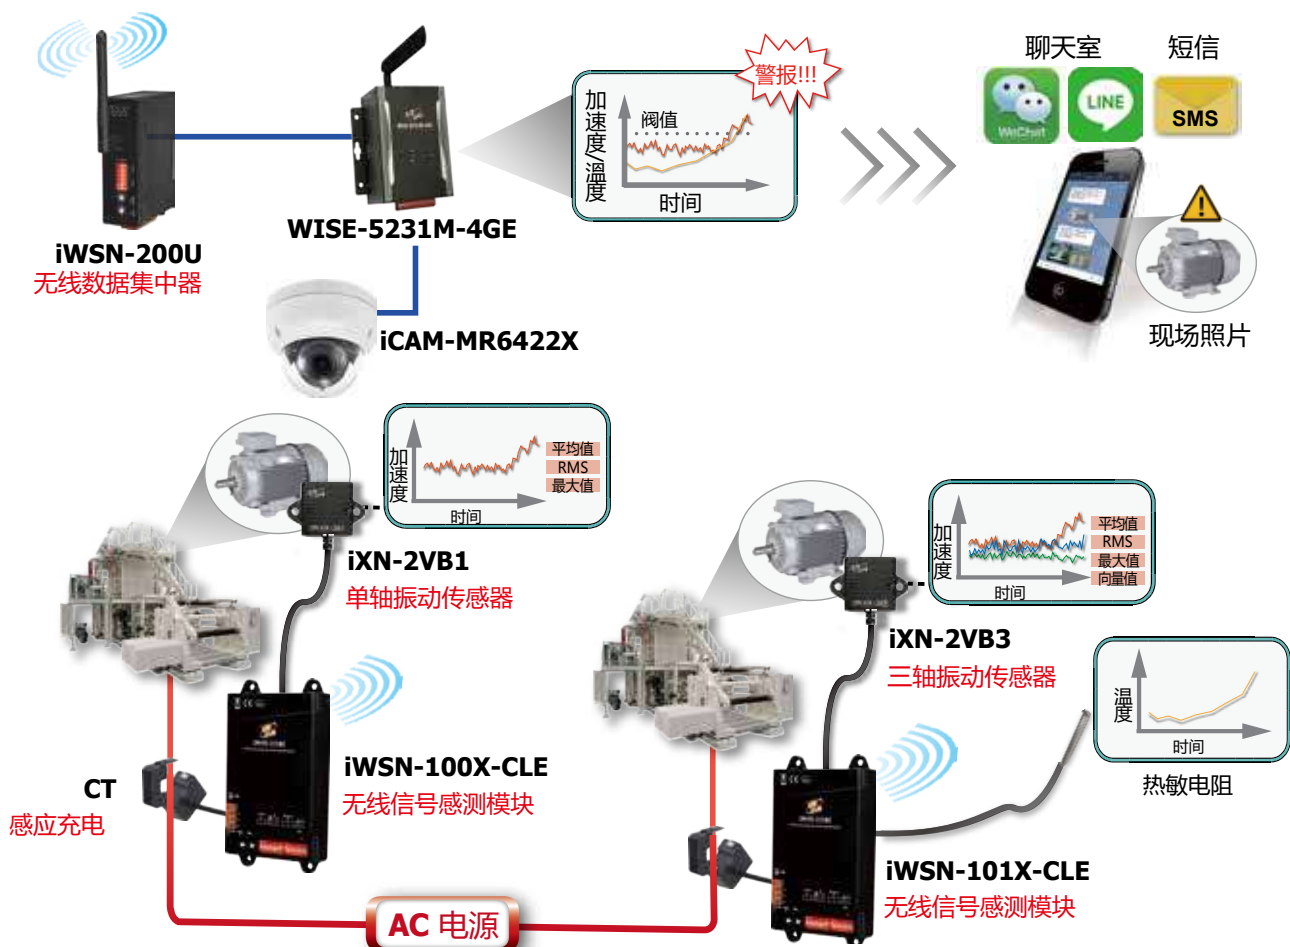 聊天室
短信
WeChat
LINE
SMS
警报!!!
加速度/溫度
阀值
时间
WISE-5231M-4GE
iWSN-200U
无线数据集中器
iCAM-MR6422X
现场照片
加速度
平均值
RMS
最大值
时间
iXN-2VB1
单轴振动传感器
加速度
平均值
RMS
最大值
向量值
时间
iXN-2VB3
三轴振动传感器
温度
时间
热敏电阻
CT
感应充电
iWSN-100X-CLE
无线信号感测模块
iWSN-101X-CLE
无线信号感测模块
AC 电源